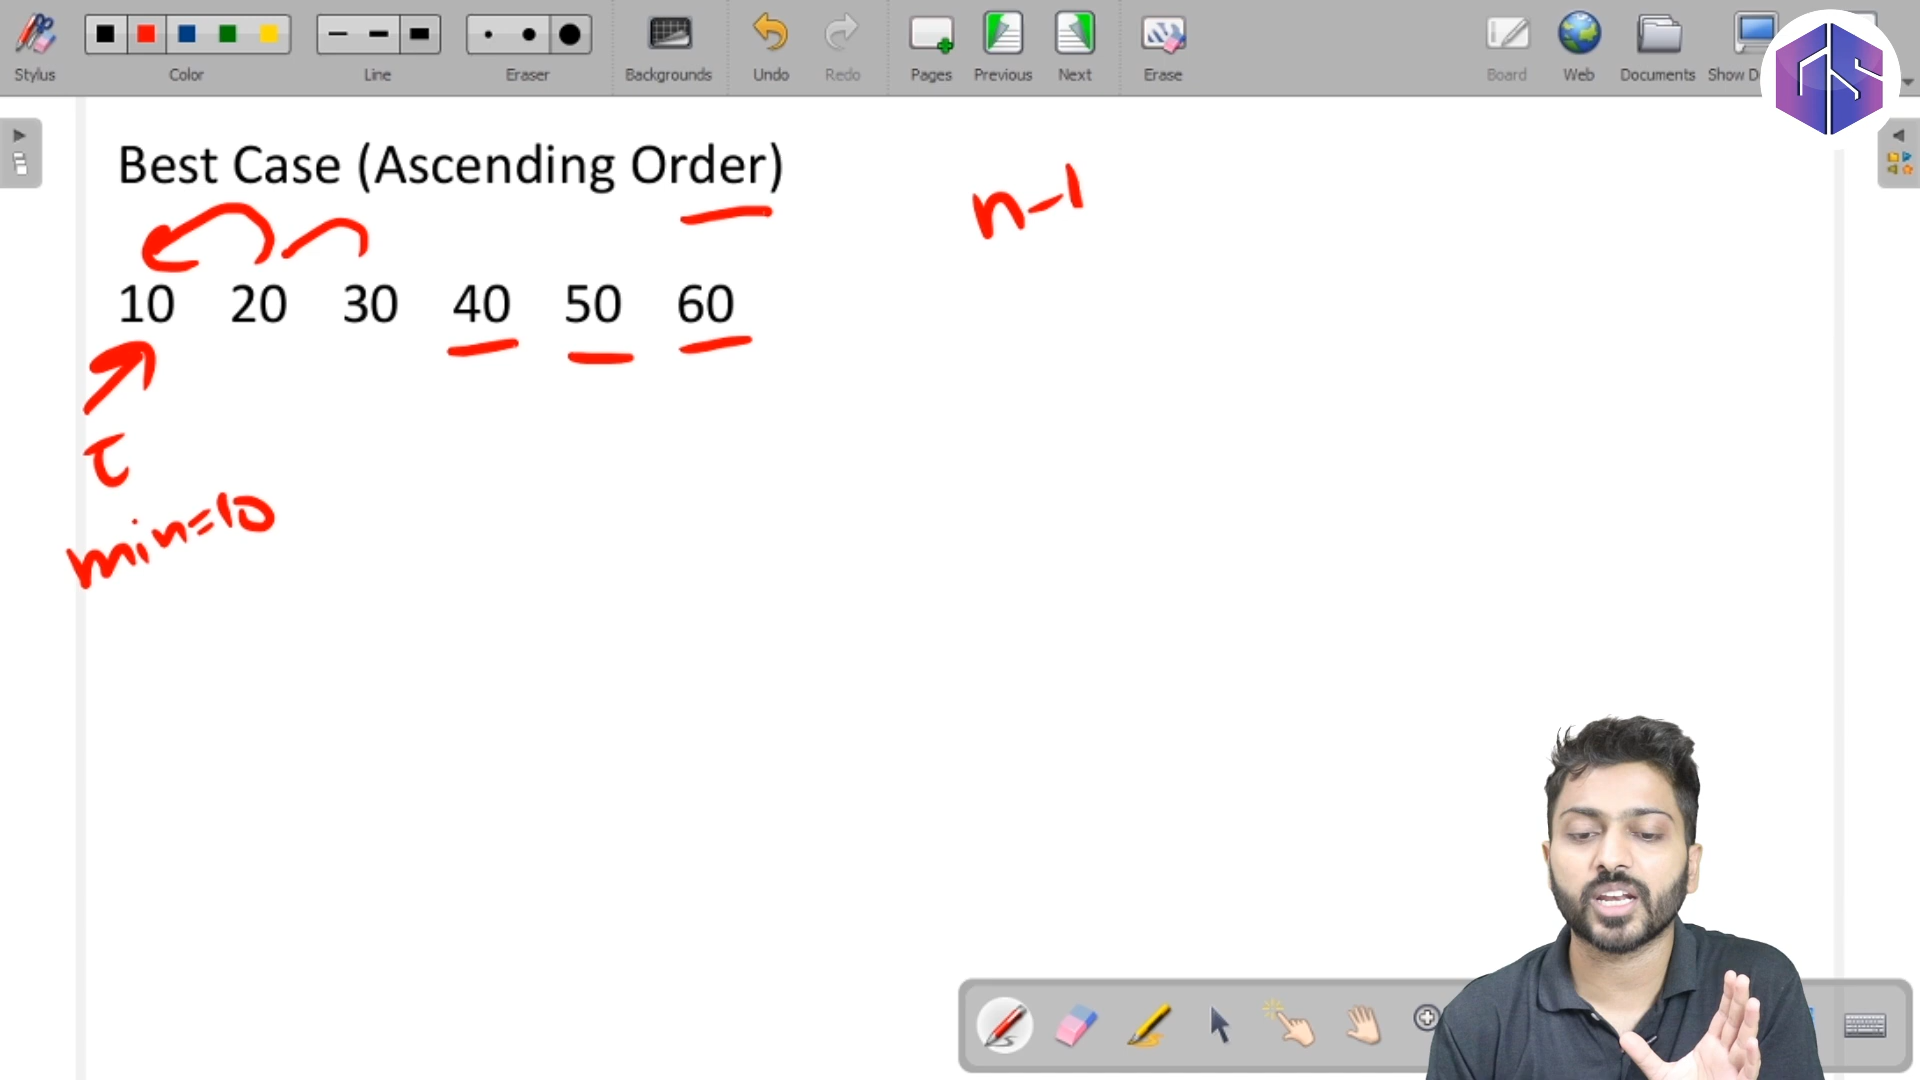 Stylus
Color
Line
Eraser
Backgrounds
Undo
Redo
Pages
Previous
Next
Erase
Board
Web
Documents
Show D
Best Case (Ascending Order)
n-1
10 20 30 40 50 60
min=10